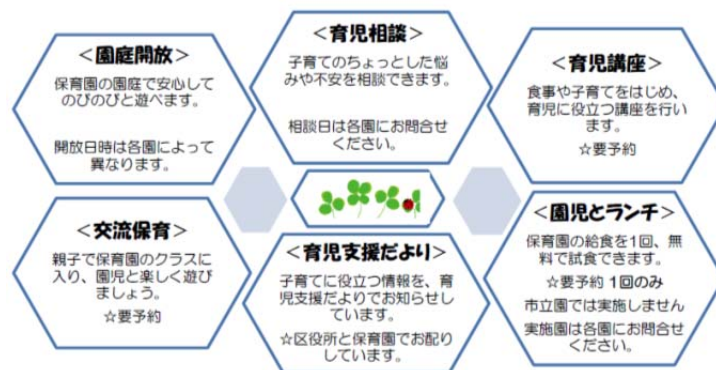 ＜園庭開放＞
保育園の園庭で安心して
のびのびと遊べます。
開放日時は各園によって
異なります。
＜育児相談＞
子育てのちょっとした悩
みや不安を相談できます。
相談日は各園にお問合せ
ください。
＜育児講座＞
食事や子育てをはじめ、
育児に役立つ講座を行い
ます。
☆要予約
＜交流保育＞
親子で保育園のクラスに
入り、園児と楽しく遊び
ましょう。
☆要予約
＜育児支援だより＞
子育てに役立つ情報を、育
児支援だよりでお知らせし
ています。
☆区役所と保育園でお配り
しています。
＜園児とランチ＞
保育園の給食を1回、無
料で試食できます。
☆要予約 1回のみ
市立園では実施しません
実施園は各園にお問合せ
ください。